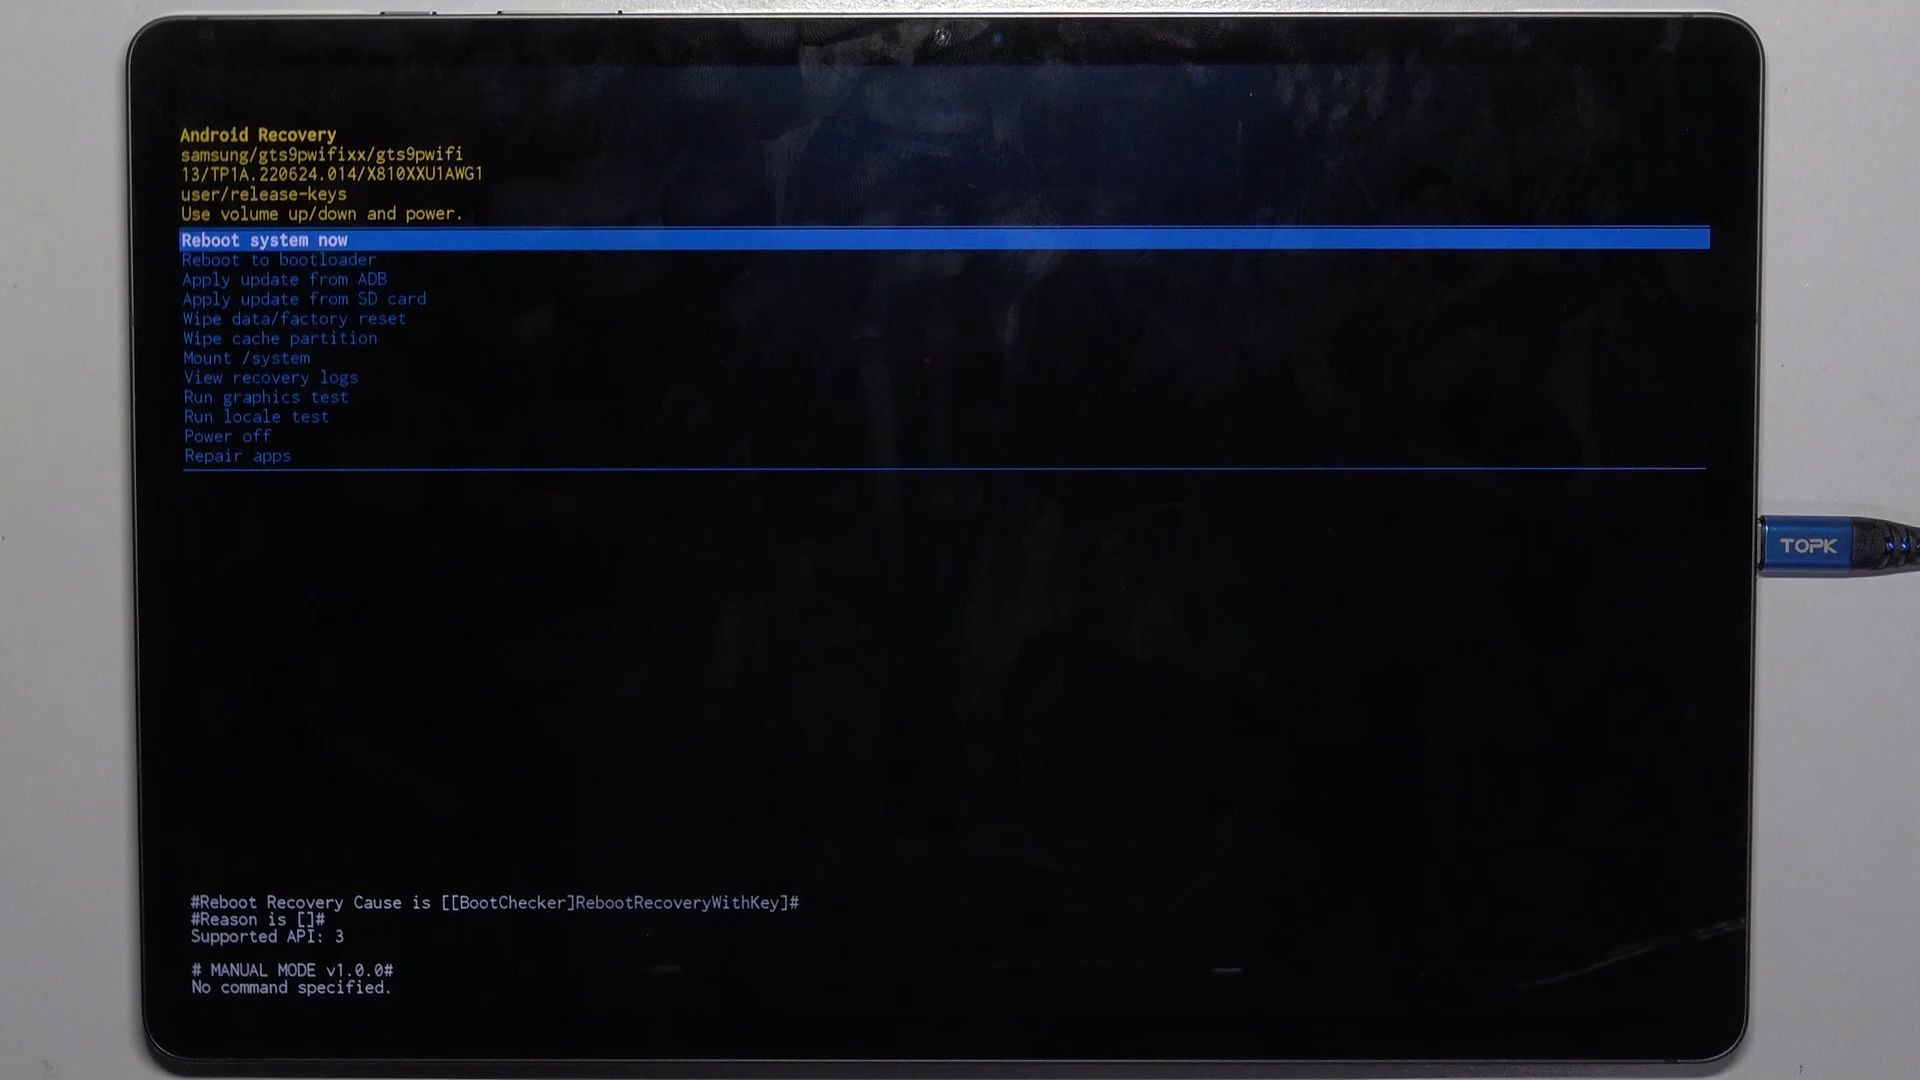 Android Recovery
samsung/gts9pwifixx/gts9pwifi
13/TP1A.220624.014/X810XXU1AWG1
user/release-keys
Use volume up/down and power.
Reboot system now
Reboot to bootloader
Apply update from ADB
Apply update from SD card
Wipe data/factory reset
Wipe cache partition
Mount /system
View recovery logs
Run graphics test
Run locale test
Power off
Repair apps
TOPK
#Reboot Recovery Cause is [[BootChecker]RebootRecoveryWithKey]#
#Reason is []#
Supported API: 3
# MANUAL MODE v1.0.0#
No command specified.